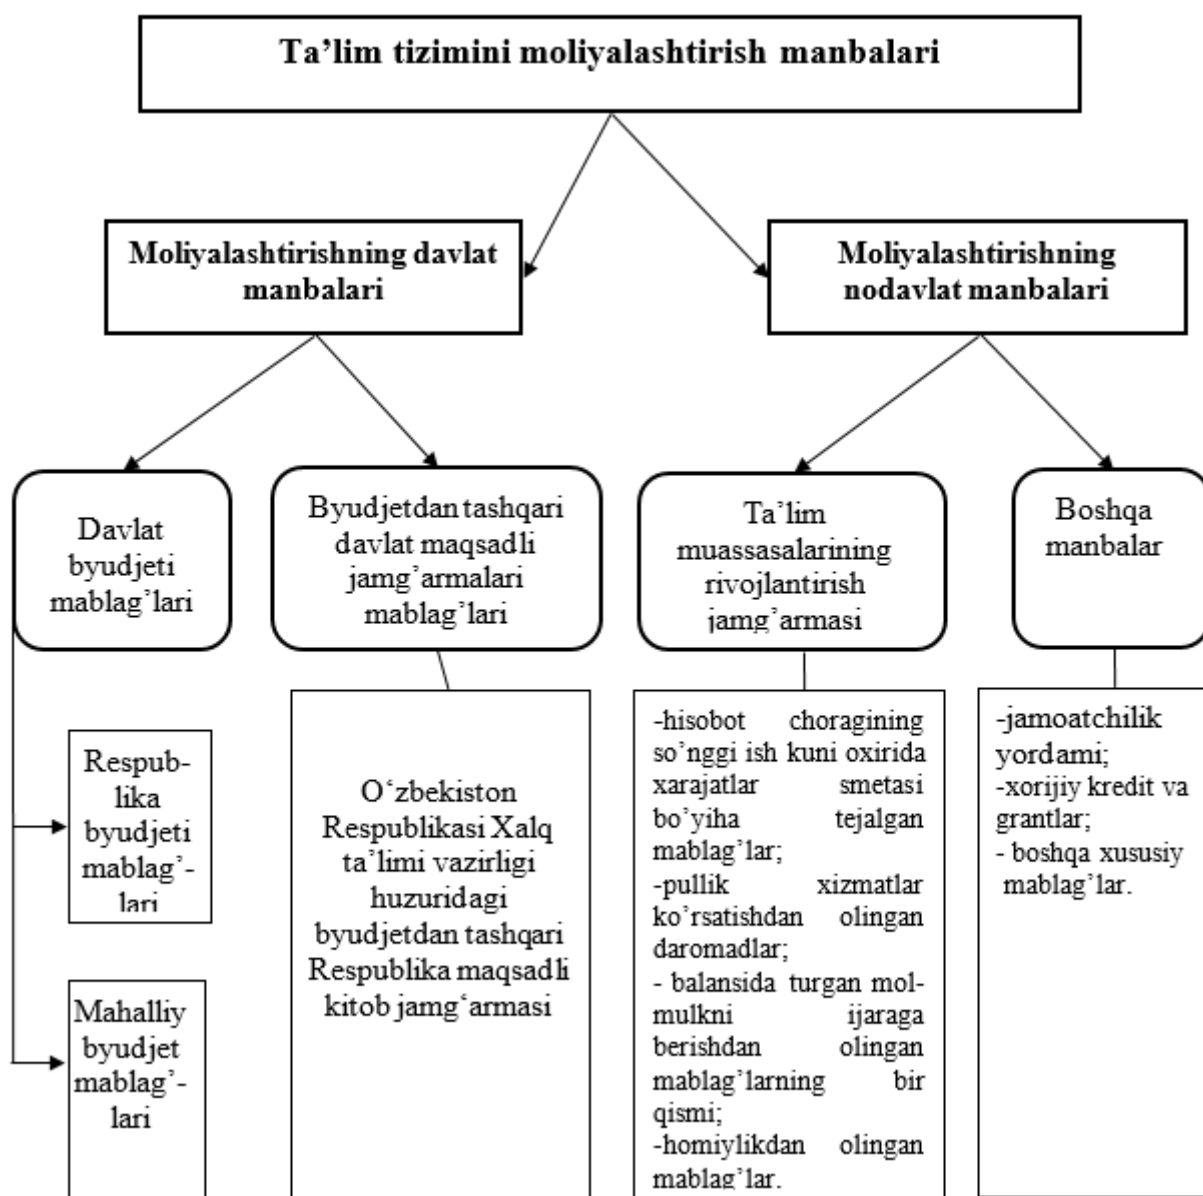 Ta’lim tizimini moliyalashtirish manbalari
Moliyalashtirishning davlat
manbalari
Moliyalashtirishning
nodavlat manbalari
Davlat
byudjeti
mablag’lari
Byudjetdan tashqari
davlat maqsadli
jamg’armalari
mablag’lari
Ta’lim
muassasalarining
rivojlantirish
jamg’armasi
Boshqa
manbalar
Respub-
lika
byudjeti
mablag’-
lari
Mahalliy
byudjet
mablag’-
lari
O‘zbekiston
Respublikasi Xalq
ta’limi vazirligi
huzuridagi
byudjetdan tashqari
Respublika maqsadli
kitob jamg‘armasi
-hisobot choragining
so’nggi ish kuni oxirida
xarajatlar smetasi
bo’yiha tejalgan
mablag’lar;
-pullik xizmatlar
ko’rsatishdan olingan
daromadlar;
- balansida turgan mol-
mulkni ijaraga
berishdan olingan
mablag’larning bir
qismi;
-homiylikdan olingan
mablag’lar.
-jamoatchilik
yordami;
-xorijiy kredit va
grantlar;
- boshqa xususiy
mablag’lar.